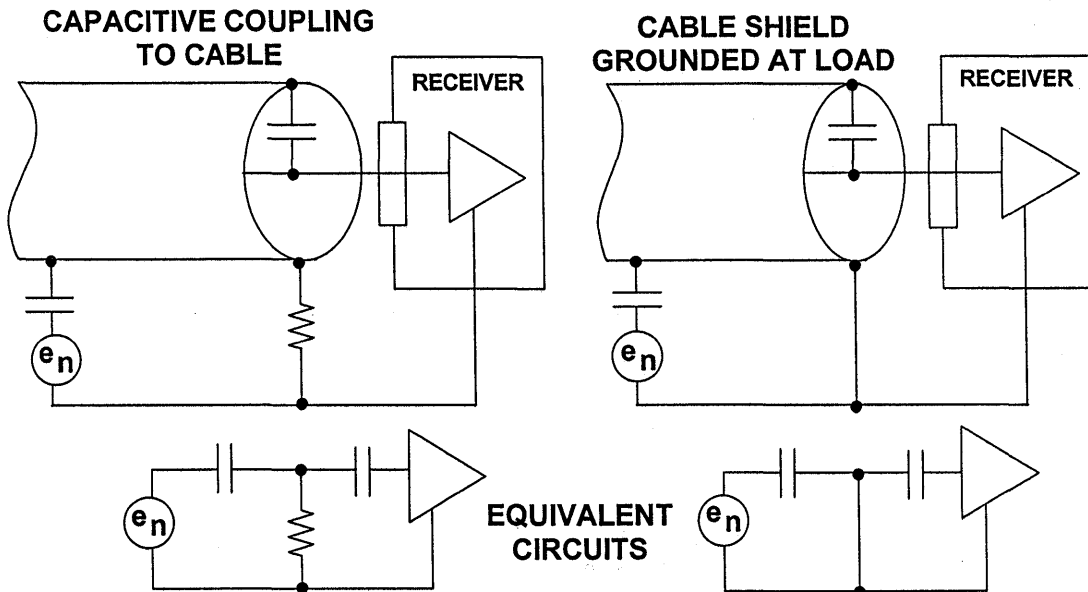 CAPACITIVE COUPLING
TO CABLE
CABLE SHIELD
GROUNDED AT LOAD
RECEIVER
RECEIVER
en
en
en
EQUIVALENT
CIRCUITS
en